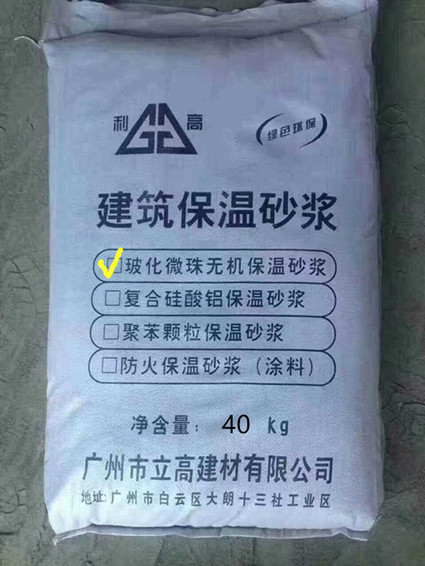 利 高
绿色环保
建筑保温砂浆
□玻化微珠无机保温砂浆
□复合硅酸铝保温砂浆
□聚苯颗粒保温砂浆
□防火保温砂浆（涂料）
净含量： 40 kg
广州市立高建材有限公司
地址:广州市白云区大朗十三社工业区